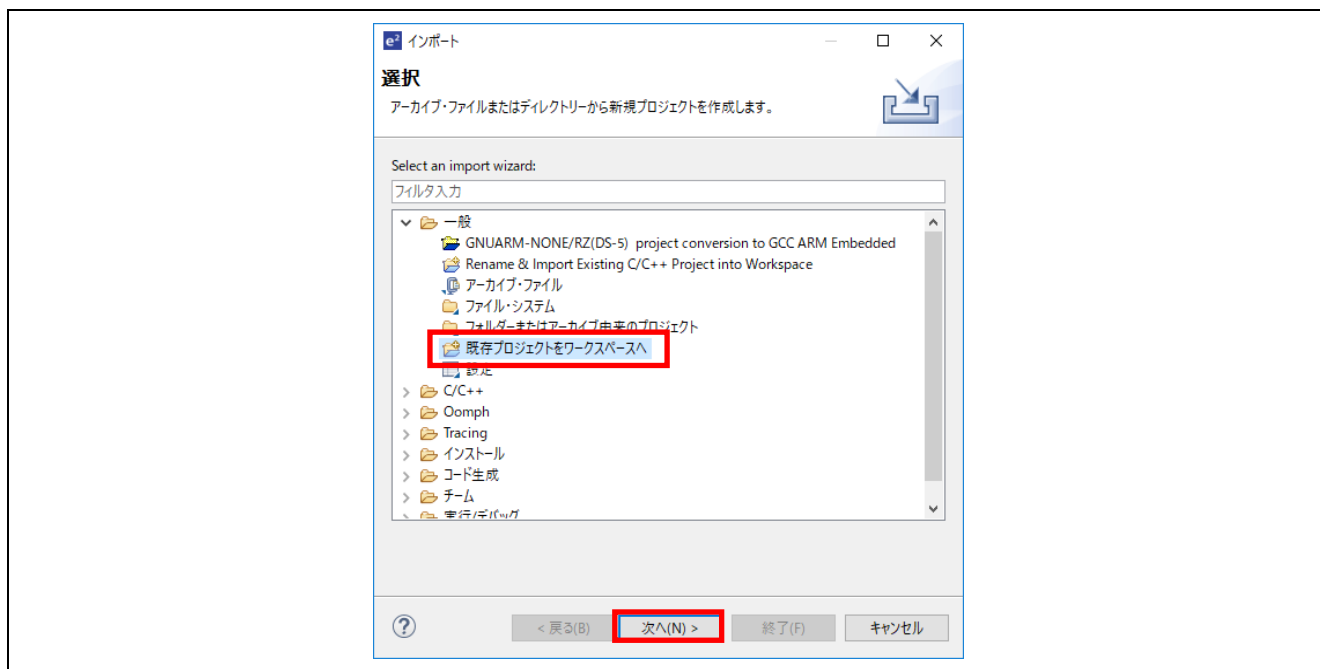 e² インポート
選択
アーカイブ・ファイルまたはディレクトリーから新規プロジェクトを作成します。
Select an import wizard:
フィルタ入力
一般
GNUARM-NONE/RZ(DS-5) project conversion to GCC ARM Embedded
Rename & Import Existing C/C++ Project into Workspace
アーカイブ・ファイル
ファイル・システム
フォルダーまたはアーカイブ由来のプロジェクト
既存プロジェクトをワークスペースへ
設定
C/C++
Oomph
Tracing
インストール
コード生成
チーム
実行/デバッグ
? < 戻る(B) 次へ(N) > 終了(F) キャンセル